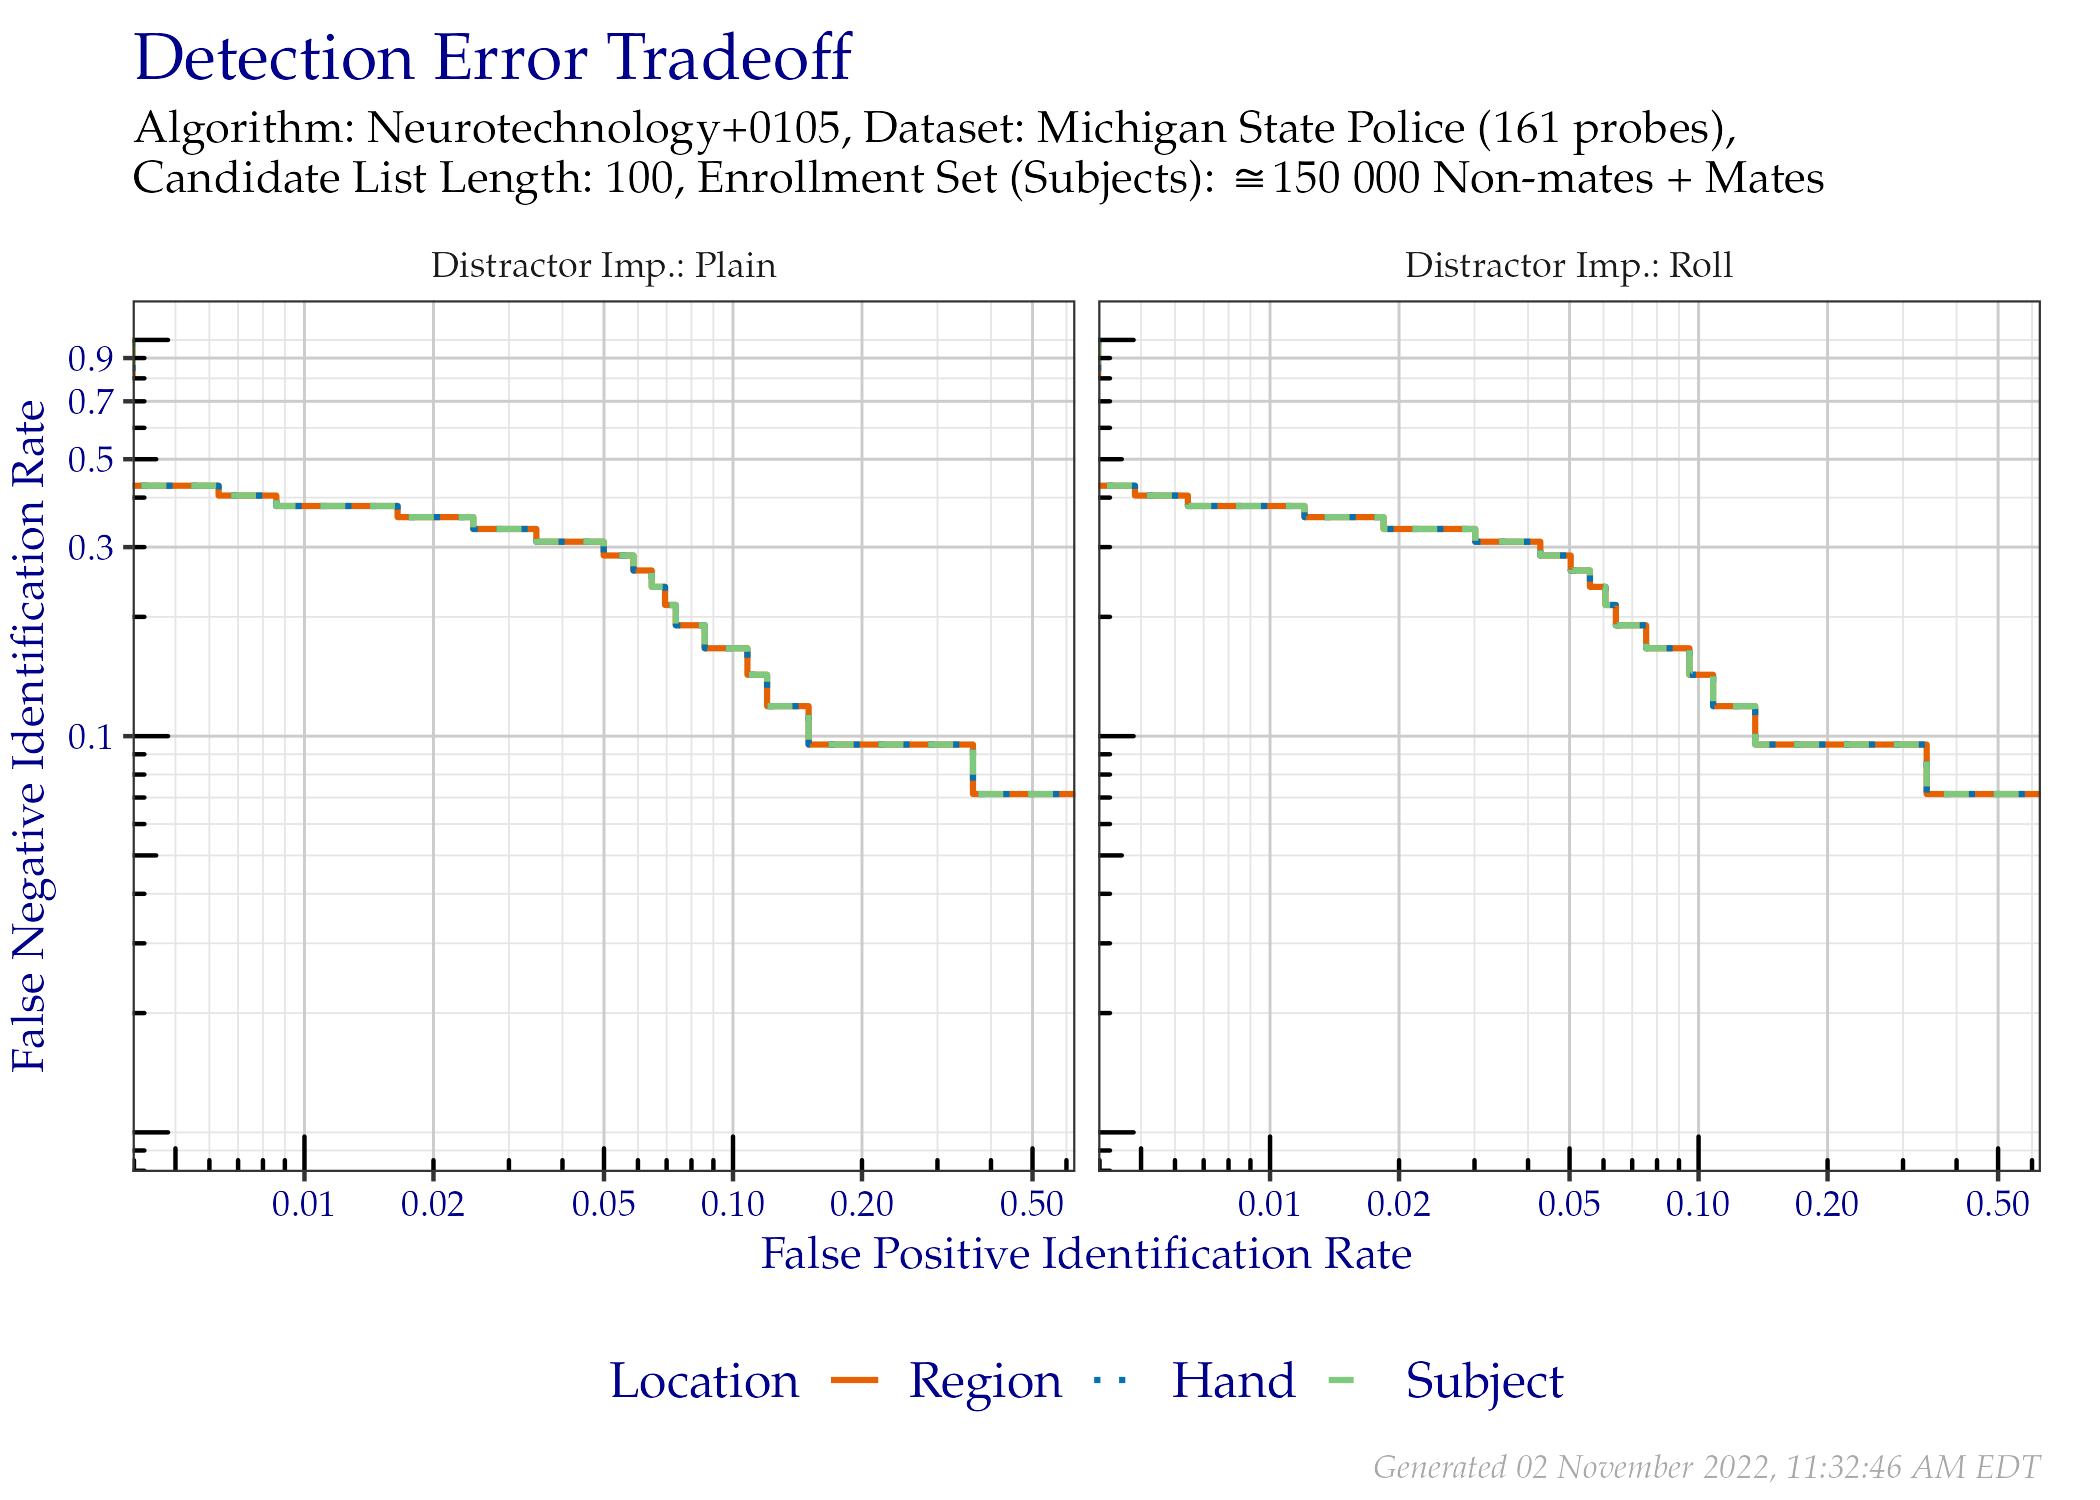 Detection Error Tradeoff
Algorithm: Neurotechnology+0105, Dataset: Michigan State Police (161 probes),
Candidate List Length: 100, Enrollment Set (Subjects): ≅150 000 Non-mates + Mates
Distractor Imp.: Plain
Distractor Imp.: Roll
False Negative Identification Rate
0.9
0.7
0.5
0.3
0.1
0.01 0.02 0.05 0.10 0.20 0.50
0.01 0.02 0.05 0.10 0.20 0.50
False Positive Identification Rate
Location Region Hand Subject
Generated 02 November 2022, 11:32:46 AM EDT